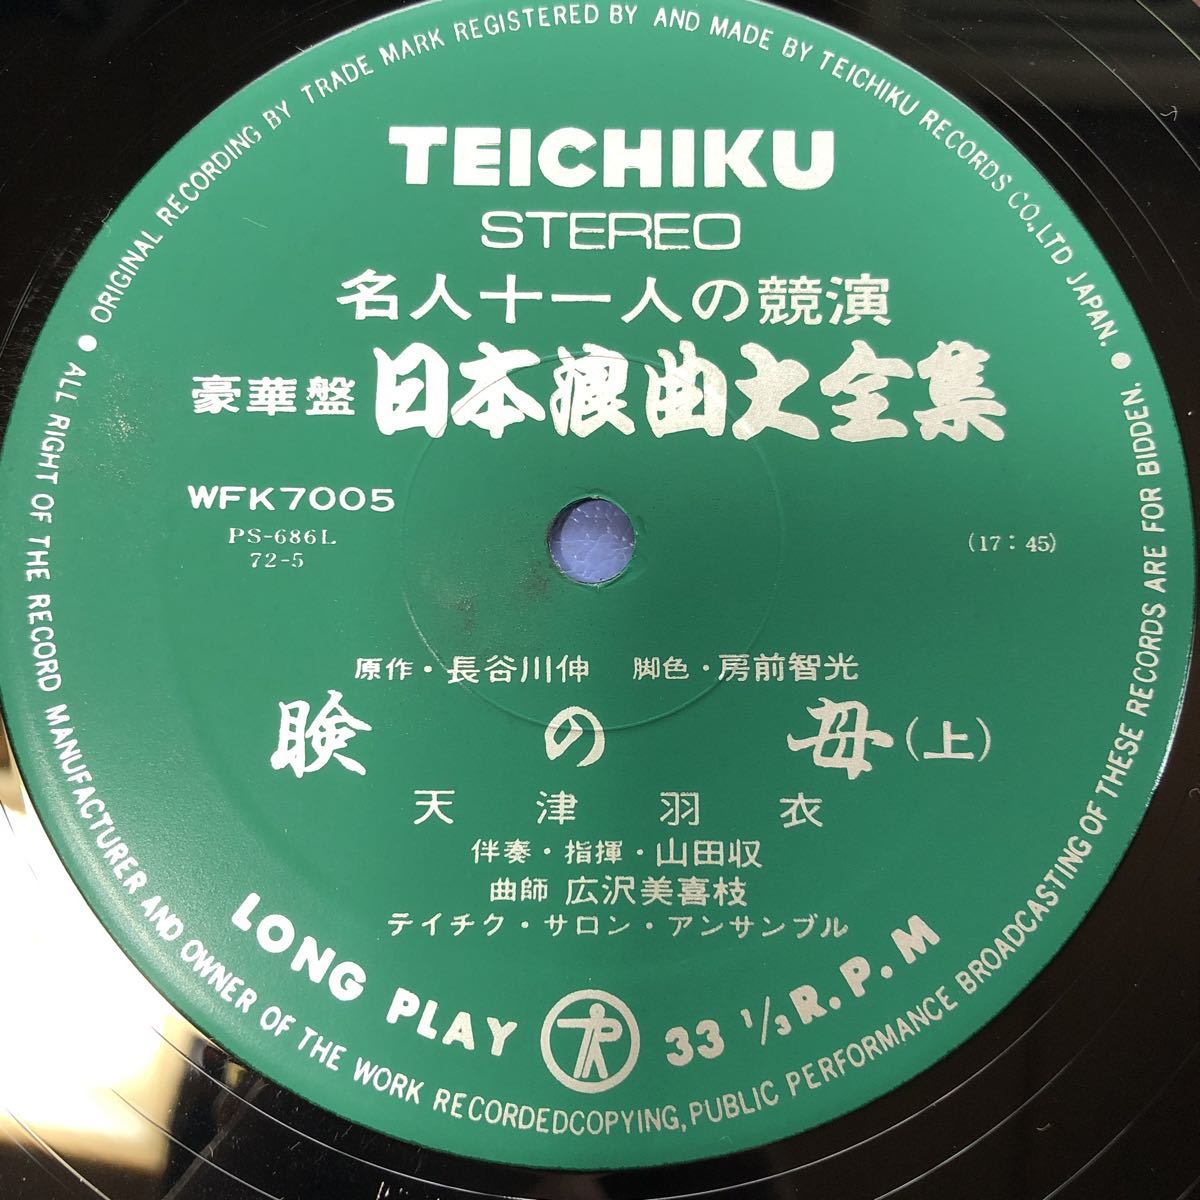 TEICHIKU
STEREO
名人十一人の競演
豪華盤 日本浪曲大全集
WFK7005
PS-686L
72-5
(17:45)
原作・長谷川伸 脚色・房前智光
瞼の母(上)
天津羽衣
伴奏・指揮・山田収
曲師 広沢美喜枝
テイチク・サロン・アンサンブル
LONG PLAY 33 1/3 R.P.M
● ORIGINAL RECORDING BY TRADE MARK REGISTERED BY AND MADE BY TEICHIKU RECORDS CO., LTD JAPAN. ●
ALL RIGHT OF THE RECORD MANUFACTURER AND OWNER OF THE WORK RECORDEDCOPYING, PUBLIC PERFORMANCE BROADCASTING OF THESE RECORDS ARE FOR BIDDEN.